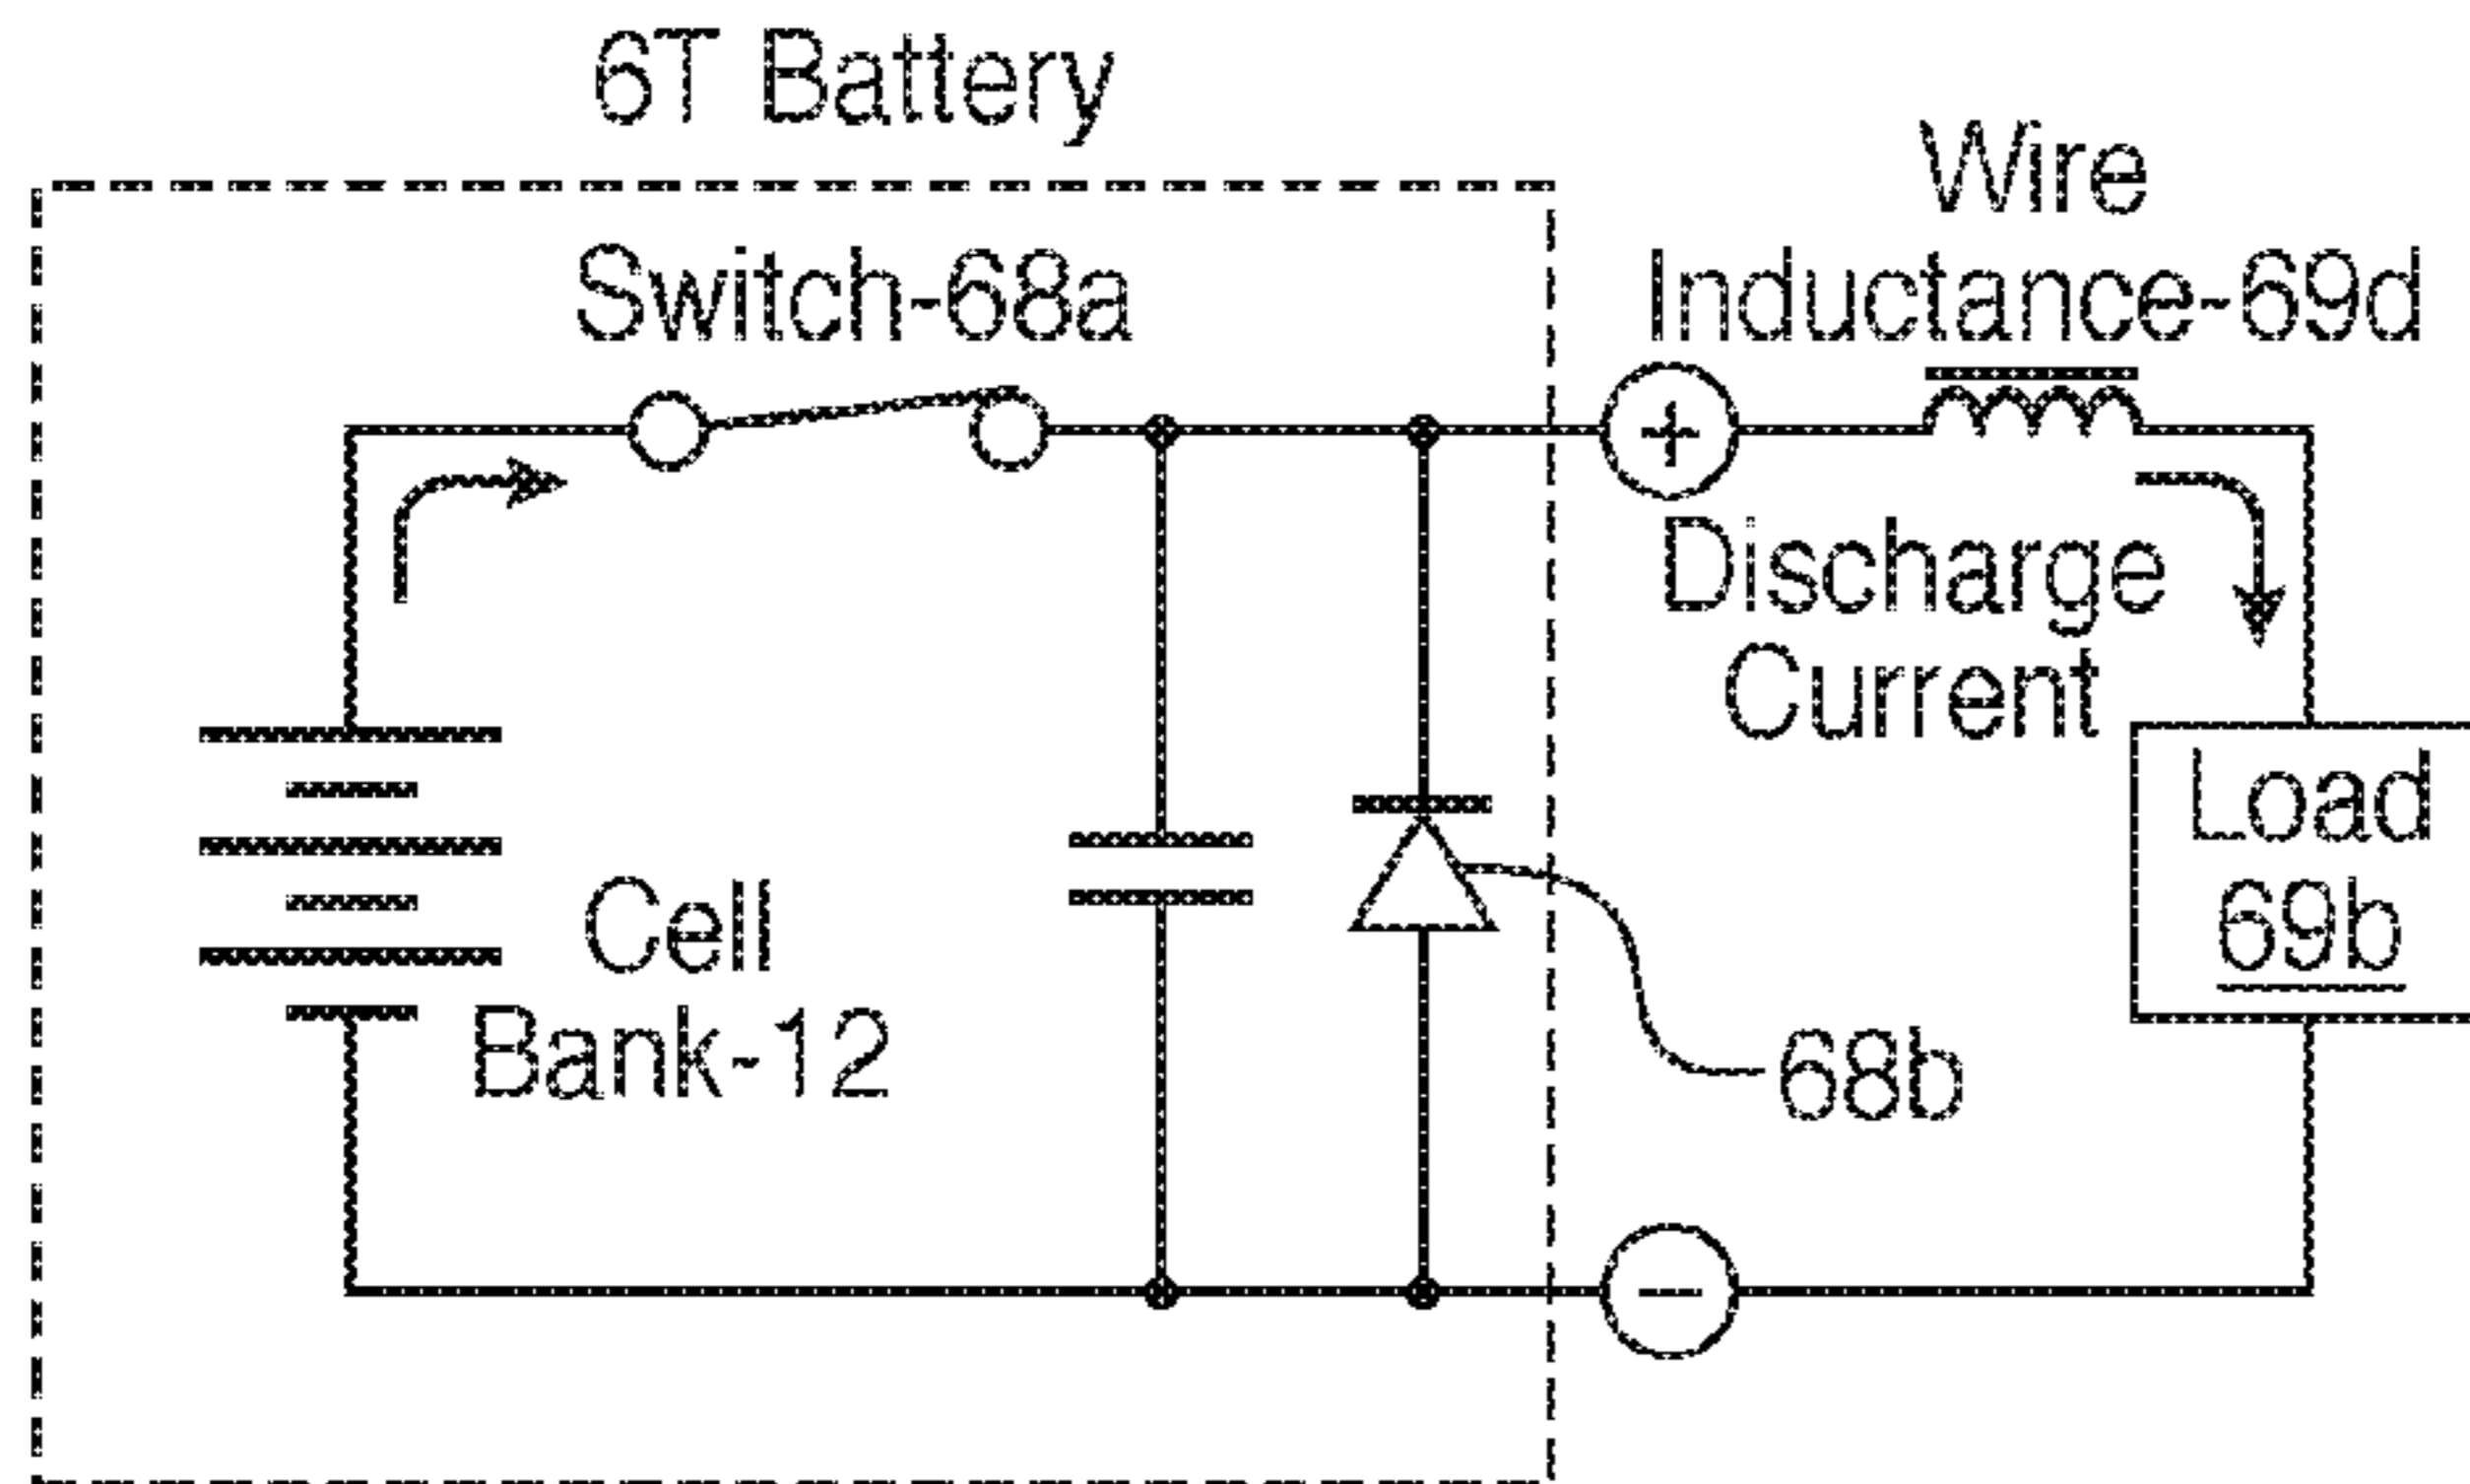 6T Battery
Switch-68a
Wire
Inductance-69d
+
Discharge
Current
Load
69b
Cell
Bank-12
68b
−